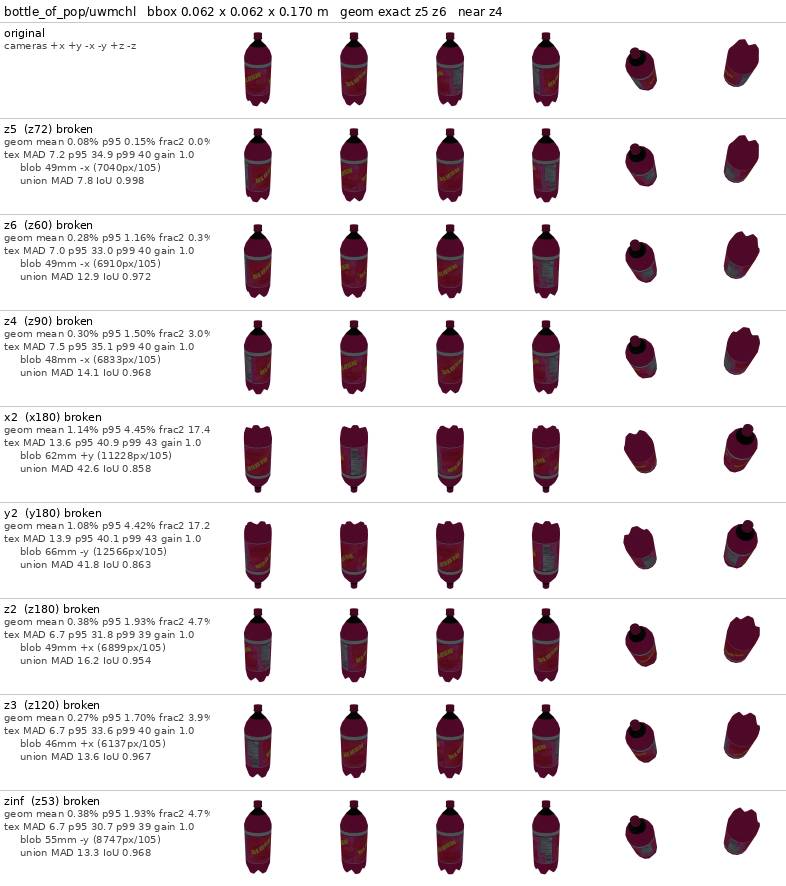 bottle_of_pop/uwmchl bbox 0.062 x 0.062 x 0.170 m geom exact z5 z6 near z4
original
cameras +x +y -x -y +z -z
z5 (z72) broken
geom mean 0.08% p95 0.15% frac2 0.0%
tex MAD 7.2 p95 34.9 p99 40 gain 1.0
blob 49mm -x (7040px/105)
union MAD 7.8 IoU 0.998
z6 (z60) broken
geom mean 0.28% p95 1.16% frac2 0.3%
tex MAD 7.0 p95 33.0 p99 40 gain 1.0
blob 49mm -x (6910px/105)
union MAD 12.9 IoU 0.972
z4 (z90) broken
geom mean 0.30% p95 1.50% frac2 3.0%
tex MAD 7.5 p95 35.1 p99 40 gain 1.0
blob 48mm -x (6833px/105)
union MAD 14.1 IoU 0.968
x2 (x180) broken
geom mean 1.14% p95 4.45% frac2 17.4
tex MAD 13.6 p95 40.9 p99 43 gain 1.0
blob 62mm +y (11228px/105)
union MAD 42.6 IoU 0.858
y2 (y180) broken
geom mean 1.08% p95 4.42% frac2 17.2
tex MAD 13.9 p95 40.1 p99 43 gain 1.0
blob 66mm -y (12566px/105)
union MAD 41.8 IoU 0.863
z2 (z180) broken
geom mean 0.38% p95 1.93% frac2 4.7%
tex MAD 6.7 p95 31.8 p99 39 gain 1.0
blob 49mm +x (6899px/105)
union MAD 16.2 IoU 0.954
z3 (z120) broken
geom mean 0.27% p95 1.70% frac2 3.9%
tex MAD 6.7 p95 33.6 p99 40 gain 1.0
blob 46mm +x (6137px/105)
union MAD 13.6 IoU 0.967
zinf (z53) broken
geom mean 0.38% p95 1.93% frac2 4.7%
tex MAD 6.7 p95 30.7 p99 39 gain 1.0
blob 55mm -y (8747px/105)
union MAD 13.3 IoU 0.968